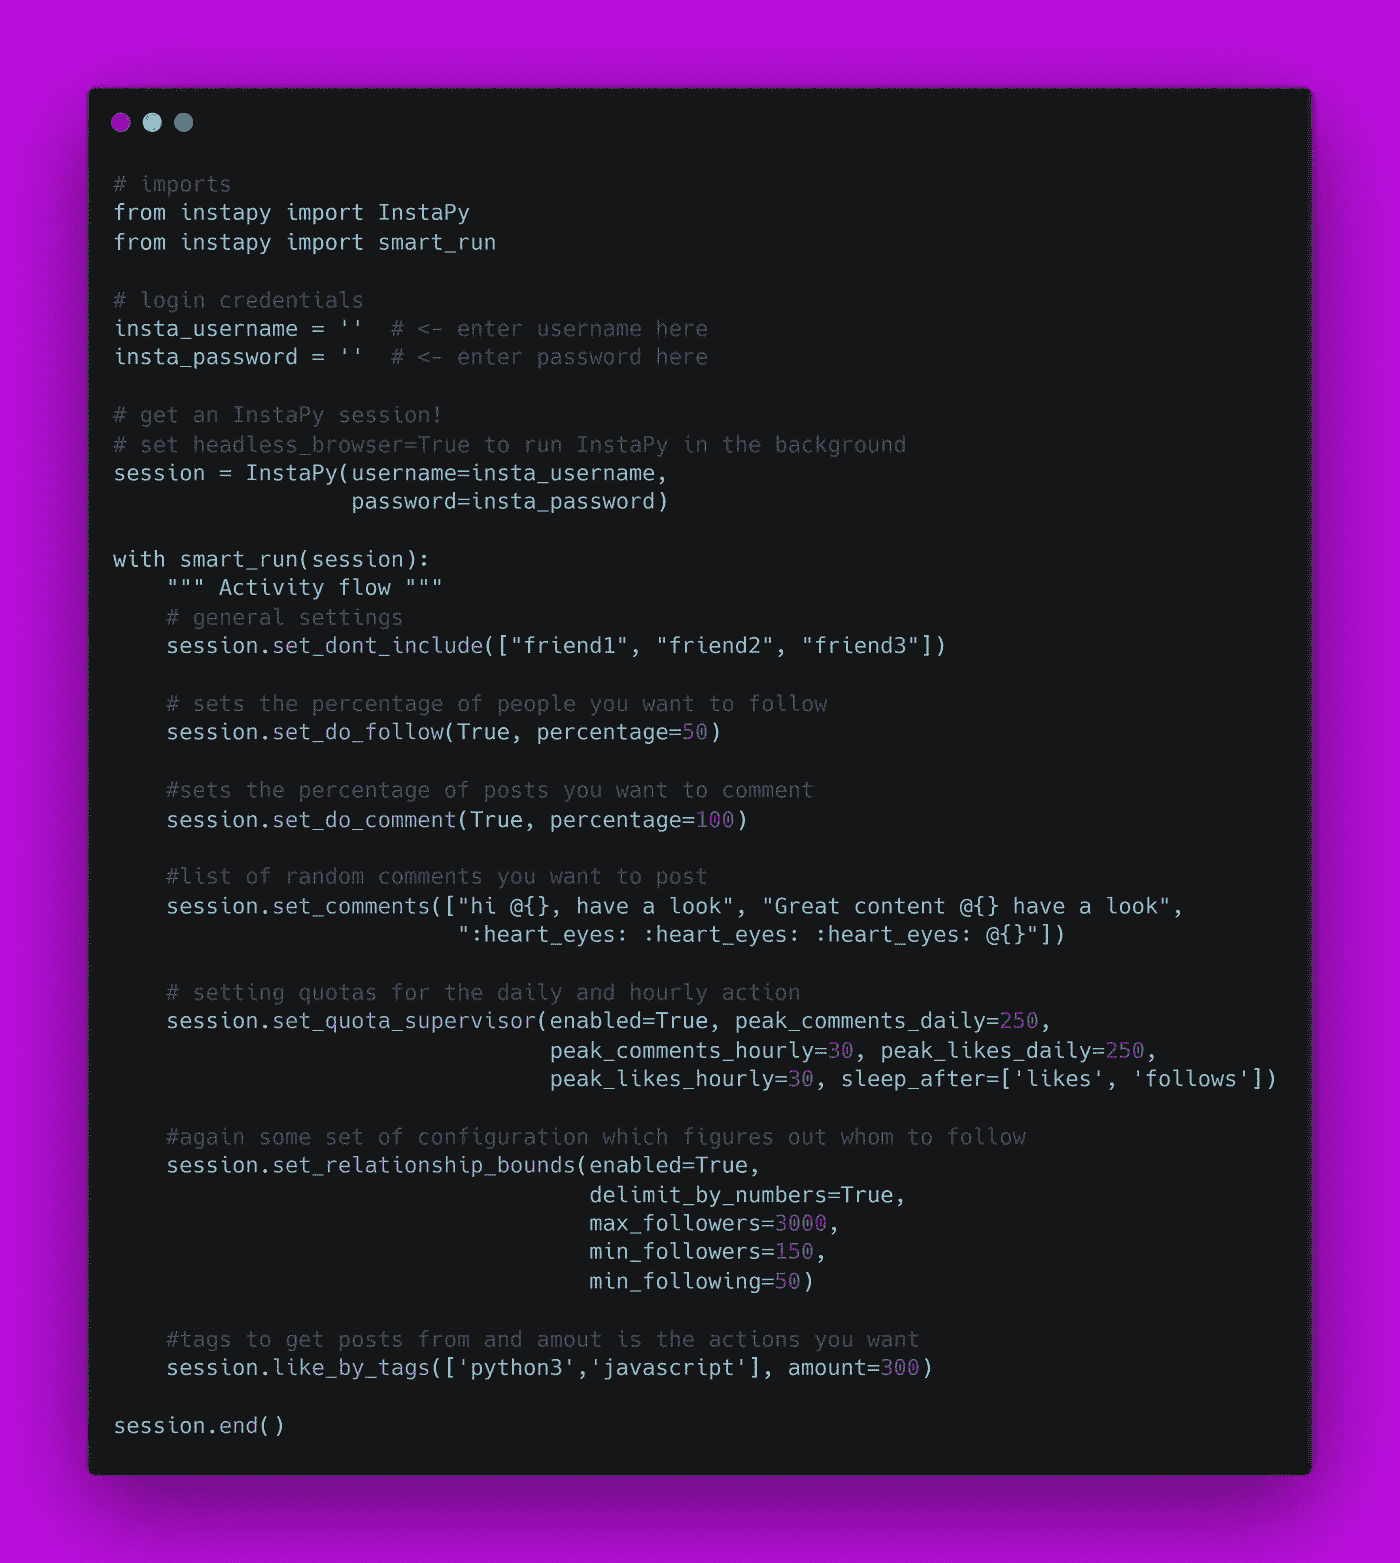 # imports
from instapy import InstaPy
from instapy import smart_run
# login credentials
insta_username = ''  # <- enter username here
insta_password = ''  # <- enter password here
# get an InstaPy session!
# set headless_browser=True to run InstaPy in the background
session = InstaPy(username=insta_username,
                  password=insta_password)
with smart_run(session):
    """ Activity flow """
    # general settings
    session.set_dont_include(["friend1", "friend2", "friend3"])
    # sets the percentage of people you want to follow
    session.set_do_follow(True, percentage=50)
    #sets the percentage of posts you want to comment
    session.set_do_comment(True, percentage=100)
    #list of random comments you want to post
    session.set_comments(["hi @{}, have a look", "Great content @{} have a look",
                          ":heart_eyes: :heart_eyes: :heart_eyes: @{}"])
    # setting quotas for the daily and hourly action
    session.set_quota_supervisor(enabled=True, peak_comments_daily=250,
                                 peak_comments_hourly=30, peak_likes_daily=250,
                                 peak_likes_hourly=30, sleep_after=['likes', 'follows'])
    #again some set of configuration which figures out whom to follow
    session.set_relationship_bounds(enabled=True,
                                    delimit_by_numbers=True,
                                    max_followers=3000,
                                    min_followers=150,
                                    min_following=50)
    #tags to get posts from and amout is the actions you want
    session.like_by_tags(['python3','javascript'], amount=300)
session.end()